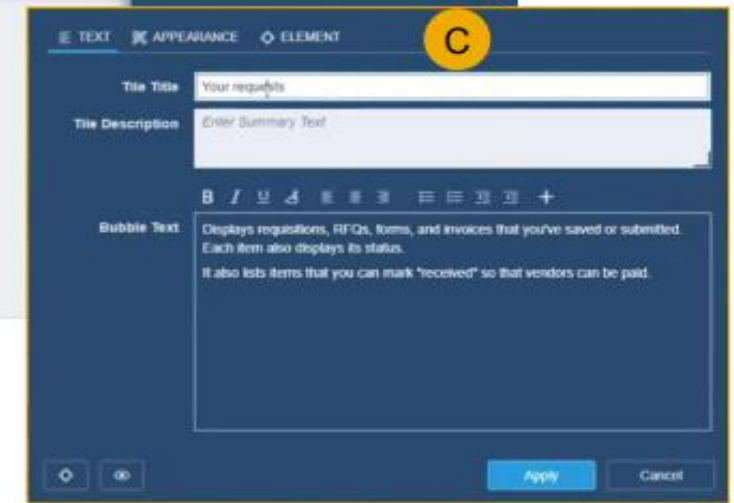 TEXT APPEARANCE ELEMENT
C
Tile Title Your requests
Tile Description Enter Summary Text
B I U
Bubble Text Displays requisitions, RFQs, forms, and invoices that you've saved or submitted.
Each item also displays its status.
It also lists items that you can mark "received" so that vendors can be paid.
Apply Cancel